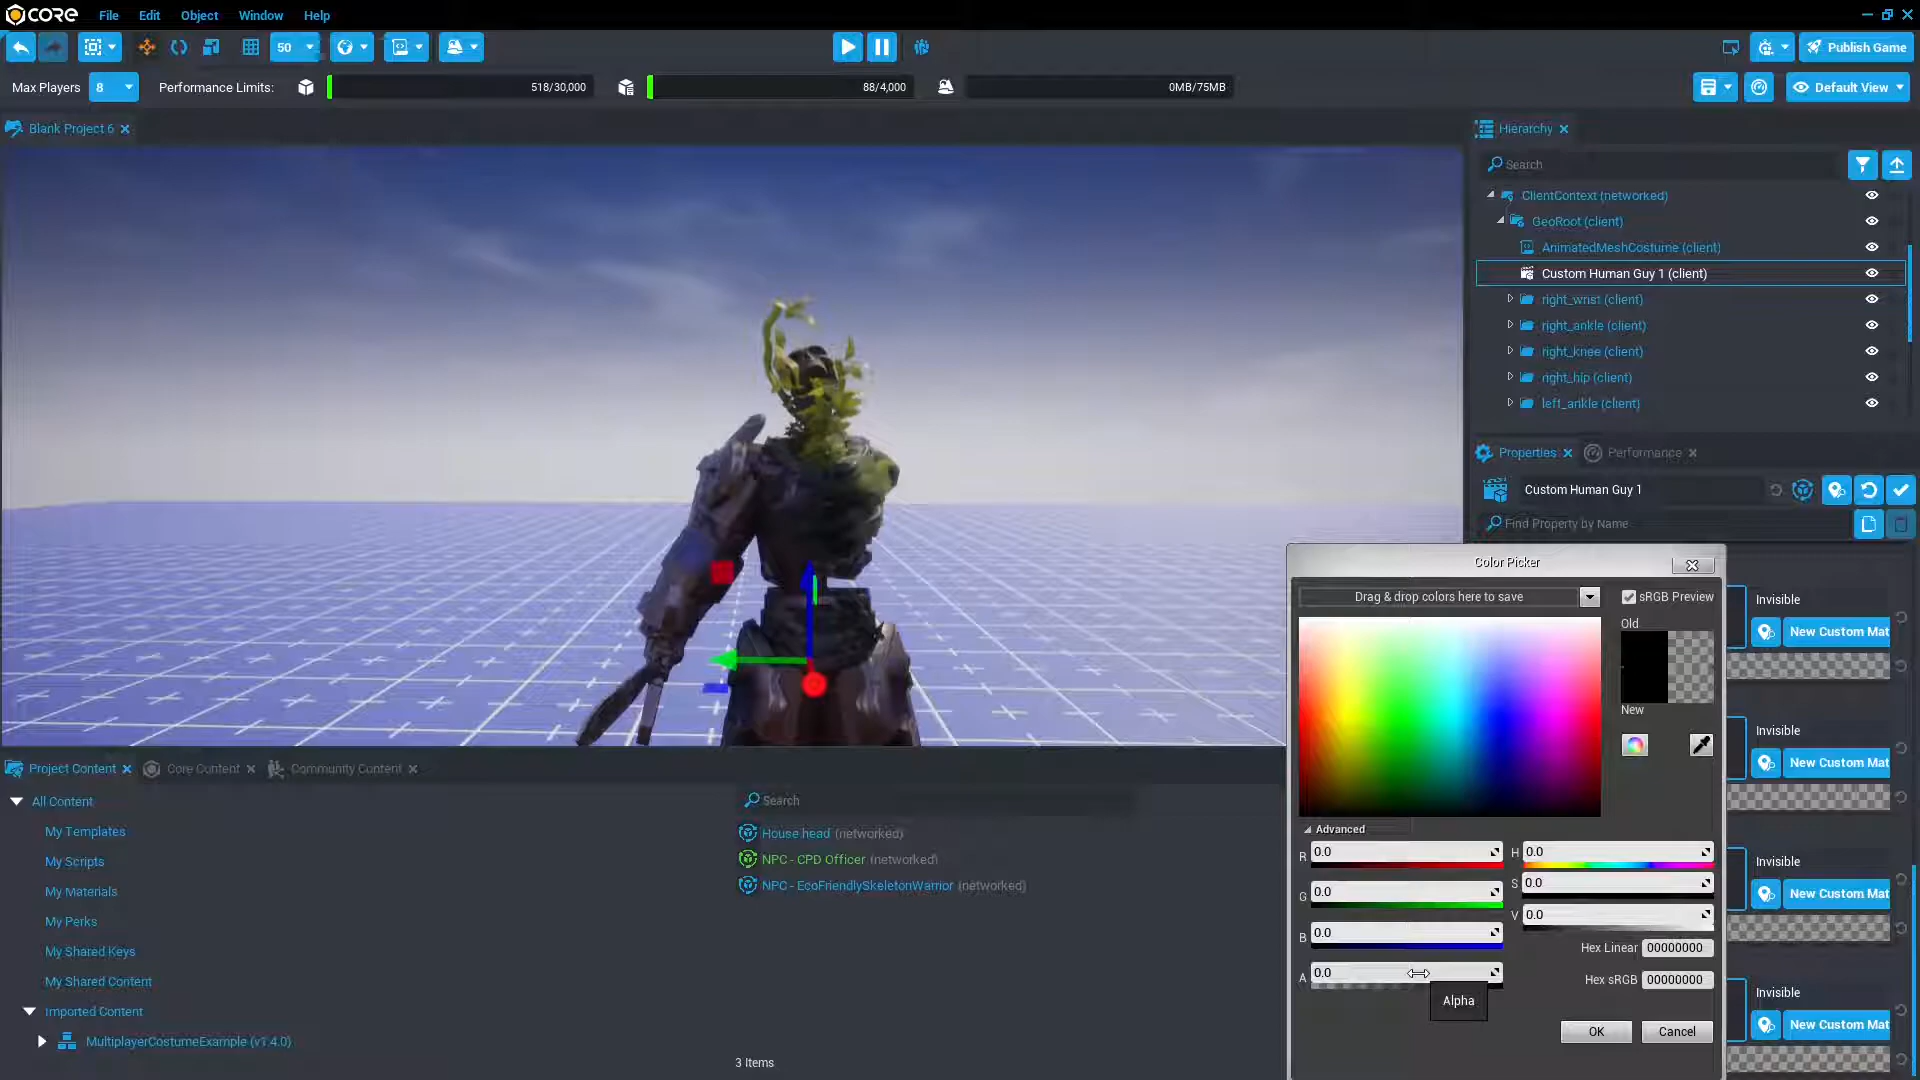 CORE File Edit Object Window Help
50 Publish Game
Max Players 8 Performance Limits: 518/30,000 88/4,000 0MB/75MB Default View
Blank Project 6
Hierarchy
Search
ClientContext (networked)
GeoRoot (client)
AnimatedMeshCostume (client)
Custom Human Guy 1 (client)
right_wrist (client)
right_ankle (client)
right_knee (client)
right_hip (client)
left_ankle (client)
Properties Performance
Custom Human Guy 1
Find Property by Name
Color Picker
Drag & drop colors here to save
sRGB Preview
Old
New
Advanced
R 0.0 H 0.0
G 0.0 S 0.0
B 0.0 V 0.0
A 0.0
Hex Linear 00000000
Hex sRGB 00000000
Alpha
OK Cancel
Invisible
New Custom Mat
Invisible
New Custom Mat
Invisible
New Custom Mat
Invisible
New Custom Mat
Project Content Core Content Community Content
All Content
My Templates
My Scripts
My Materials
My Perks
My Shared Keys
My Shared Content
Imported Content
MultiplayerCostumeExample (v1.4.0)
Search
House head (networked)
NPC - CPD Officer (networked)
NPC - EcoFriendlySkeletonWarrior (networked)
3 Items